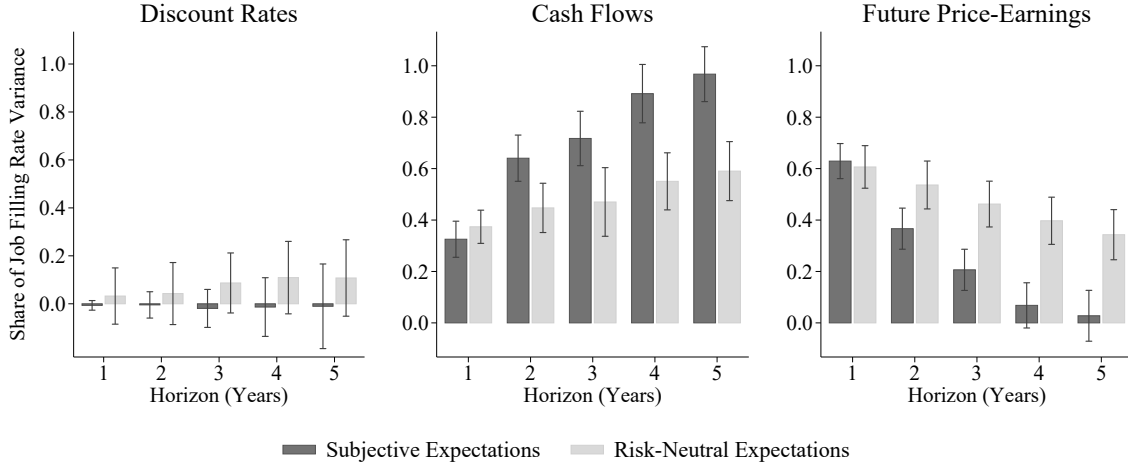 Discount Rates
Cash Flows
Future Price-Earnings
Share of Job Filling Rate Variance
1.0
0.8
0.6
0.4
0.2
0.0
1 2 3 4 5
Horizon (Years)
1.0
0.8
0.6
0.4
0.2
0.0
1 2 3 4 5
Horizon (Years)
1.0
0.8
0.6
0.4
0.2
0.0
1 2 3 4 5
Horizon (Years)
Subjective Expectations
Risk-Neutral Expectations